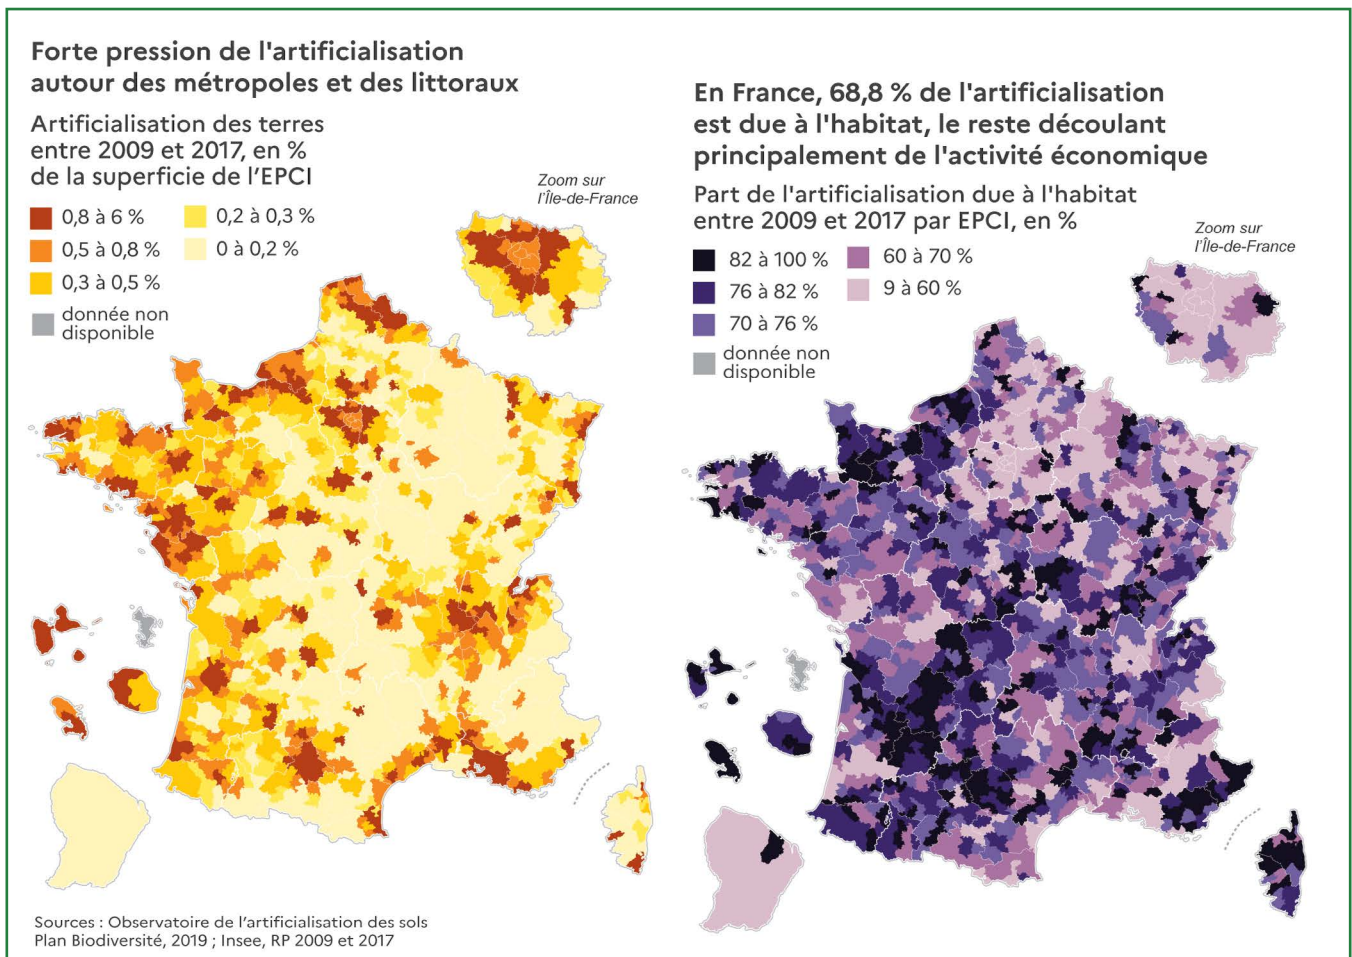 Forte pression de l'artificialisation
autour des métropoles et des littoraux
Artificialisation des terres
entre 2009 et 2017, en %
de la superficie de l’EPCI
0,8 à 6 %
0,5 à 0,8 %
0,3 à 0,5 %
donnée non
disponible
0,2 à 0,3 %
0 à 0,2 %
Zoom sur
l’Île-de-France
Sources : Observatoire de l’artificialisation des sols
Plan Biodiversité, 2019 ; Insee, RP 2009 et 2017
En France, 68,8 % de l'artificialisation
est due à l'habitat, le reste découlant
principalement de l'activité économique
Part de l'artificialisation due à l'habitat
entre 2009 et 2017 par EPCI, en %
82 à 100 %
76 à 82 %
70 à 76 %
donnée non
disponible
60 à 70 %
9 à 60 %
Zoom sur
l’Île-de-France